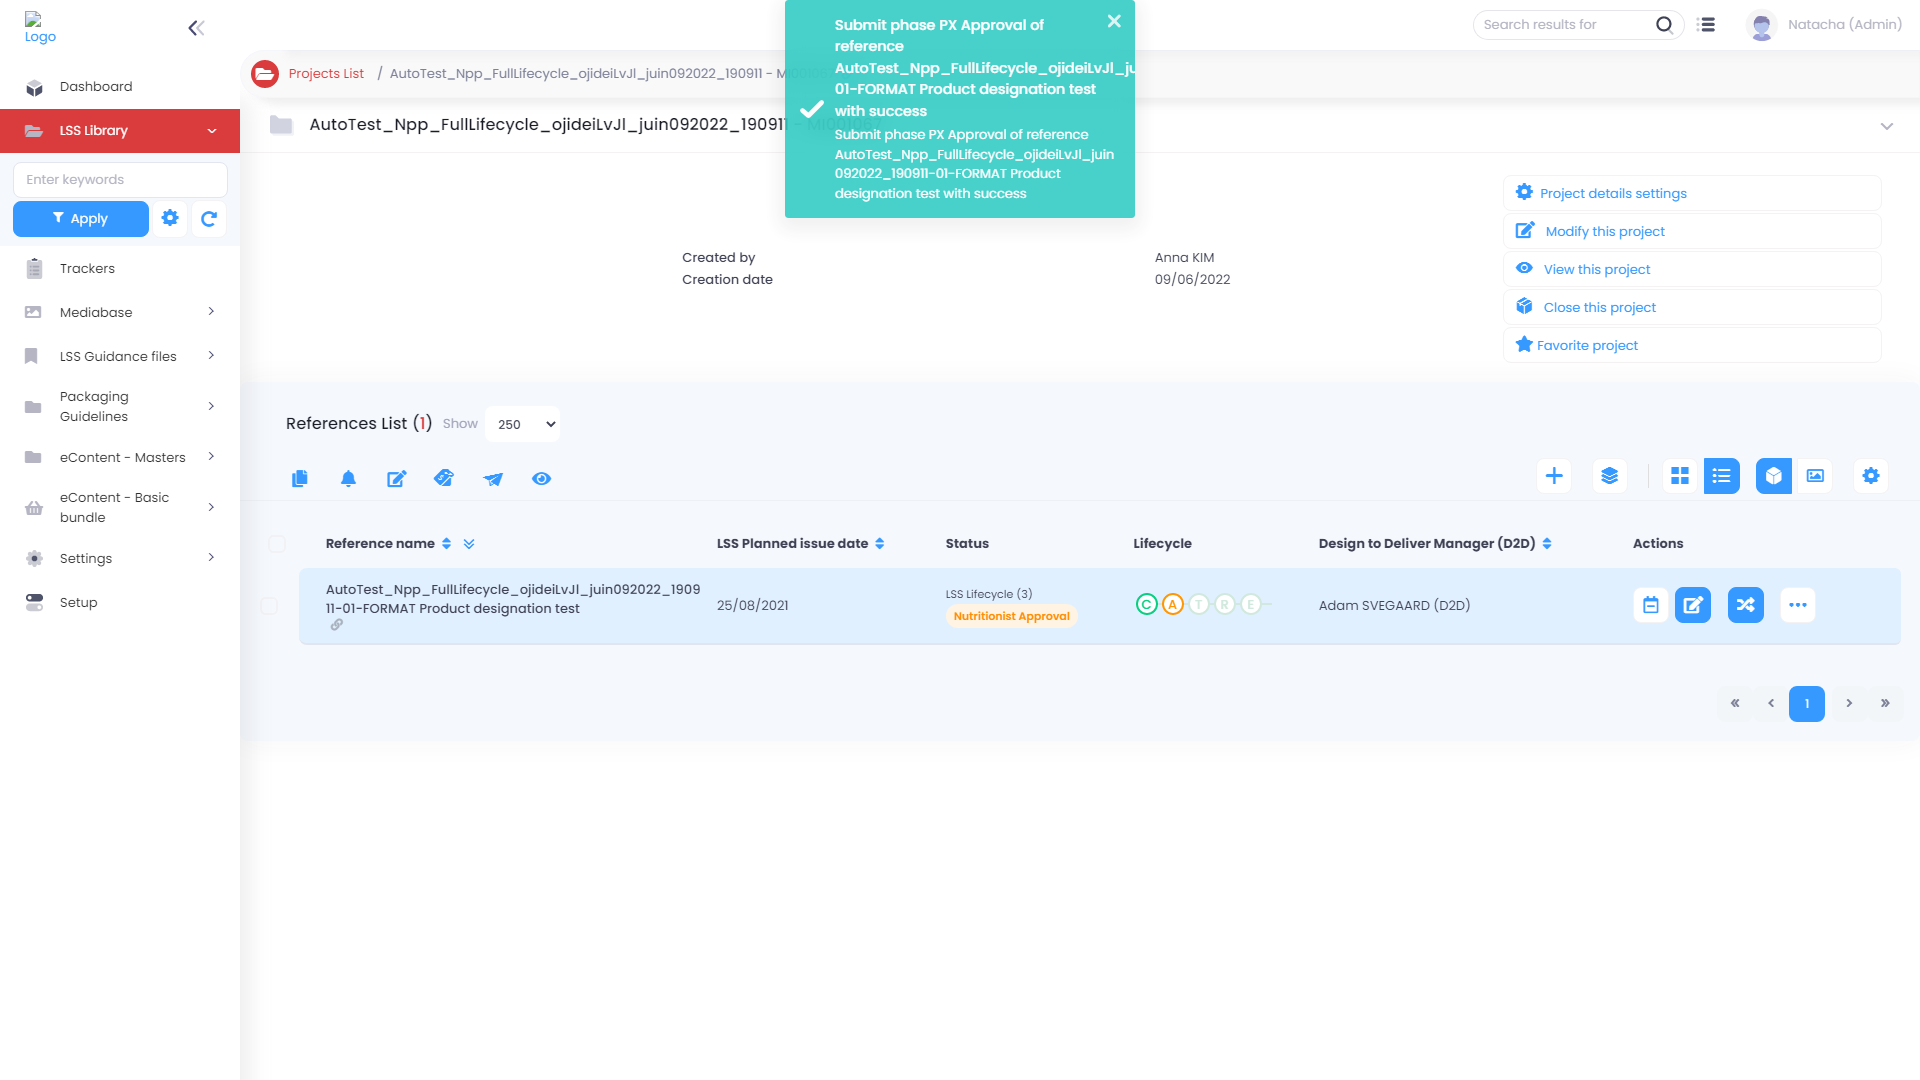 Logo
Dashboard
LSS Library
Enter keywords
Apply
Trackers
Mediabase
LSS Guidance files
Packaging
Guidelines
eContent - Masters
eContent - Basic
bundle
Settings
Setup
Search results for
Natacha (Admin)
Projects List / AutoTest_Npp_FullLifecycle_ojideiLvJl_juin092022_190911 -
AutoTest_Npp_FullLifecycle_ojideiLvJl_juin092022_190911 -
Submit phase PX Approval of
reference
AutoTest_Npp_FullLifecycle_ojideiLvJl_ju
01-FORMAT Product designation test
with success
Submit phase PX Approval of reference
AutoTest_Npp_FullLifecycle_ojideiLvJl_juin
092022_190911-01-FORMAT Product
designation test with success
Created by Anna KIM
Creation date 09/06/2022
Project details settings
Modify this project
View this project
Close this project
Favorite project
References List (1) Show 250
Reference name LSS Planned issue date Status Lifecycle Design to Deliver Manager (D2D) Actions
AutoTest_Npp_FullLifecycle_ojideiLvJl_juin092022_1909
11-01-FORMAT Product designation test
25/08/2021
LSS Lifecycle (3)
Nutritionist Approval
C A T R E
Adam SVEGAARD (D2D)
« ‹ 1 › »